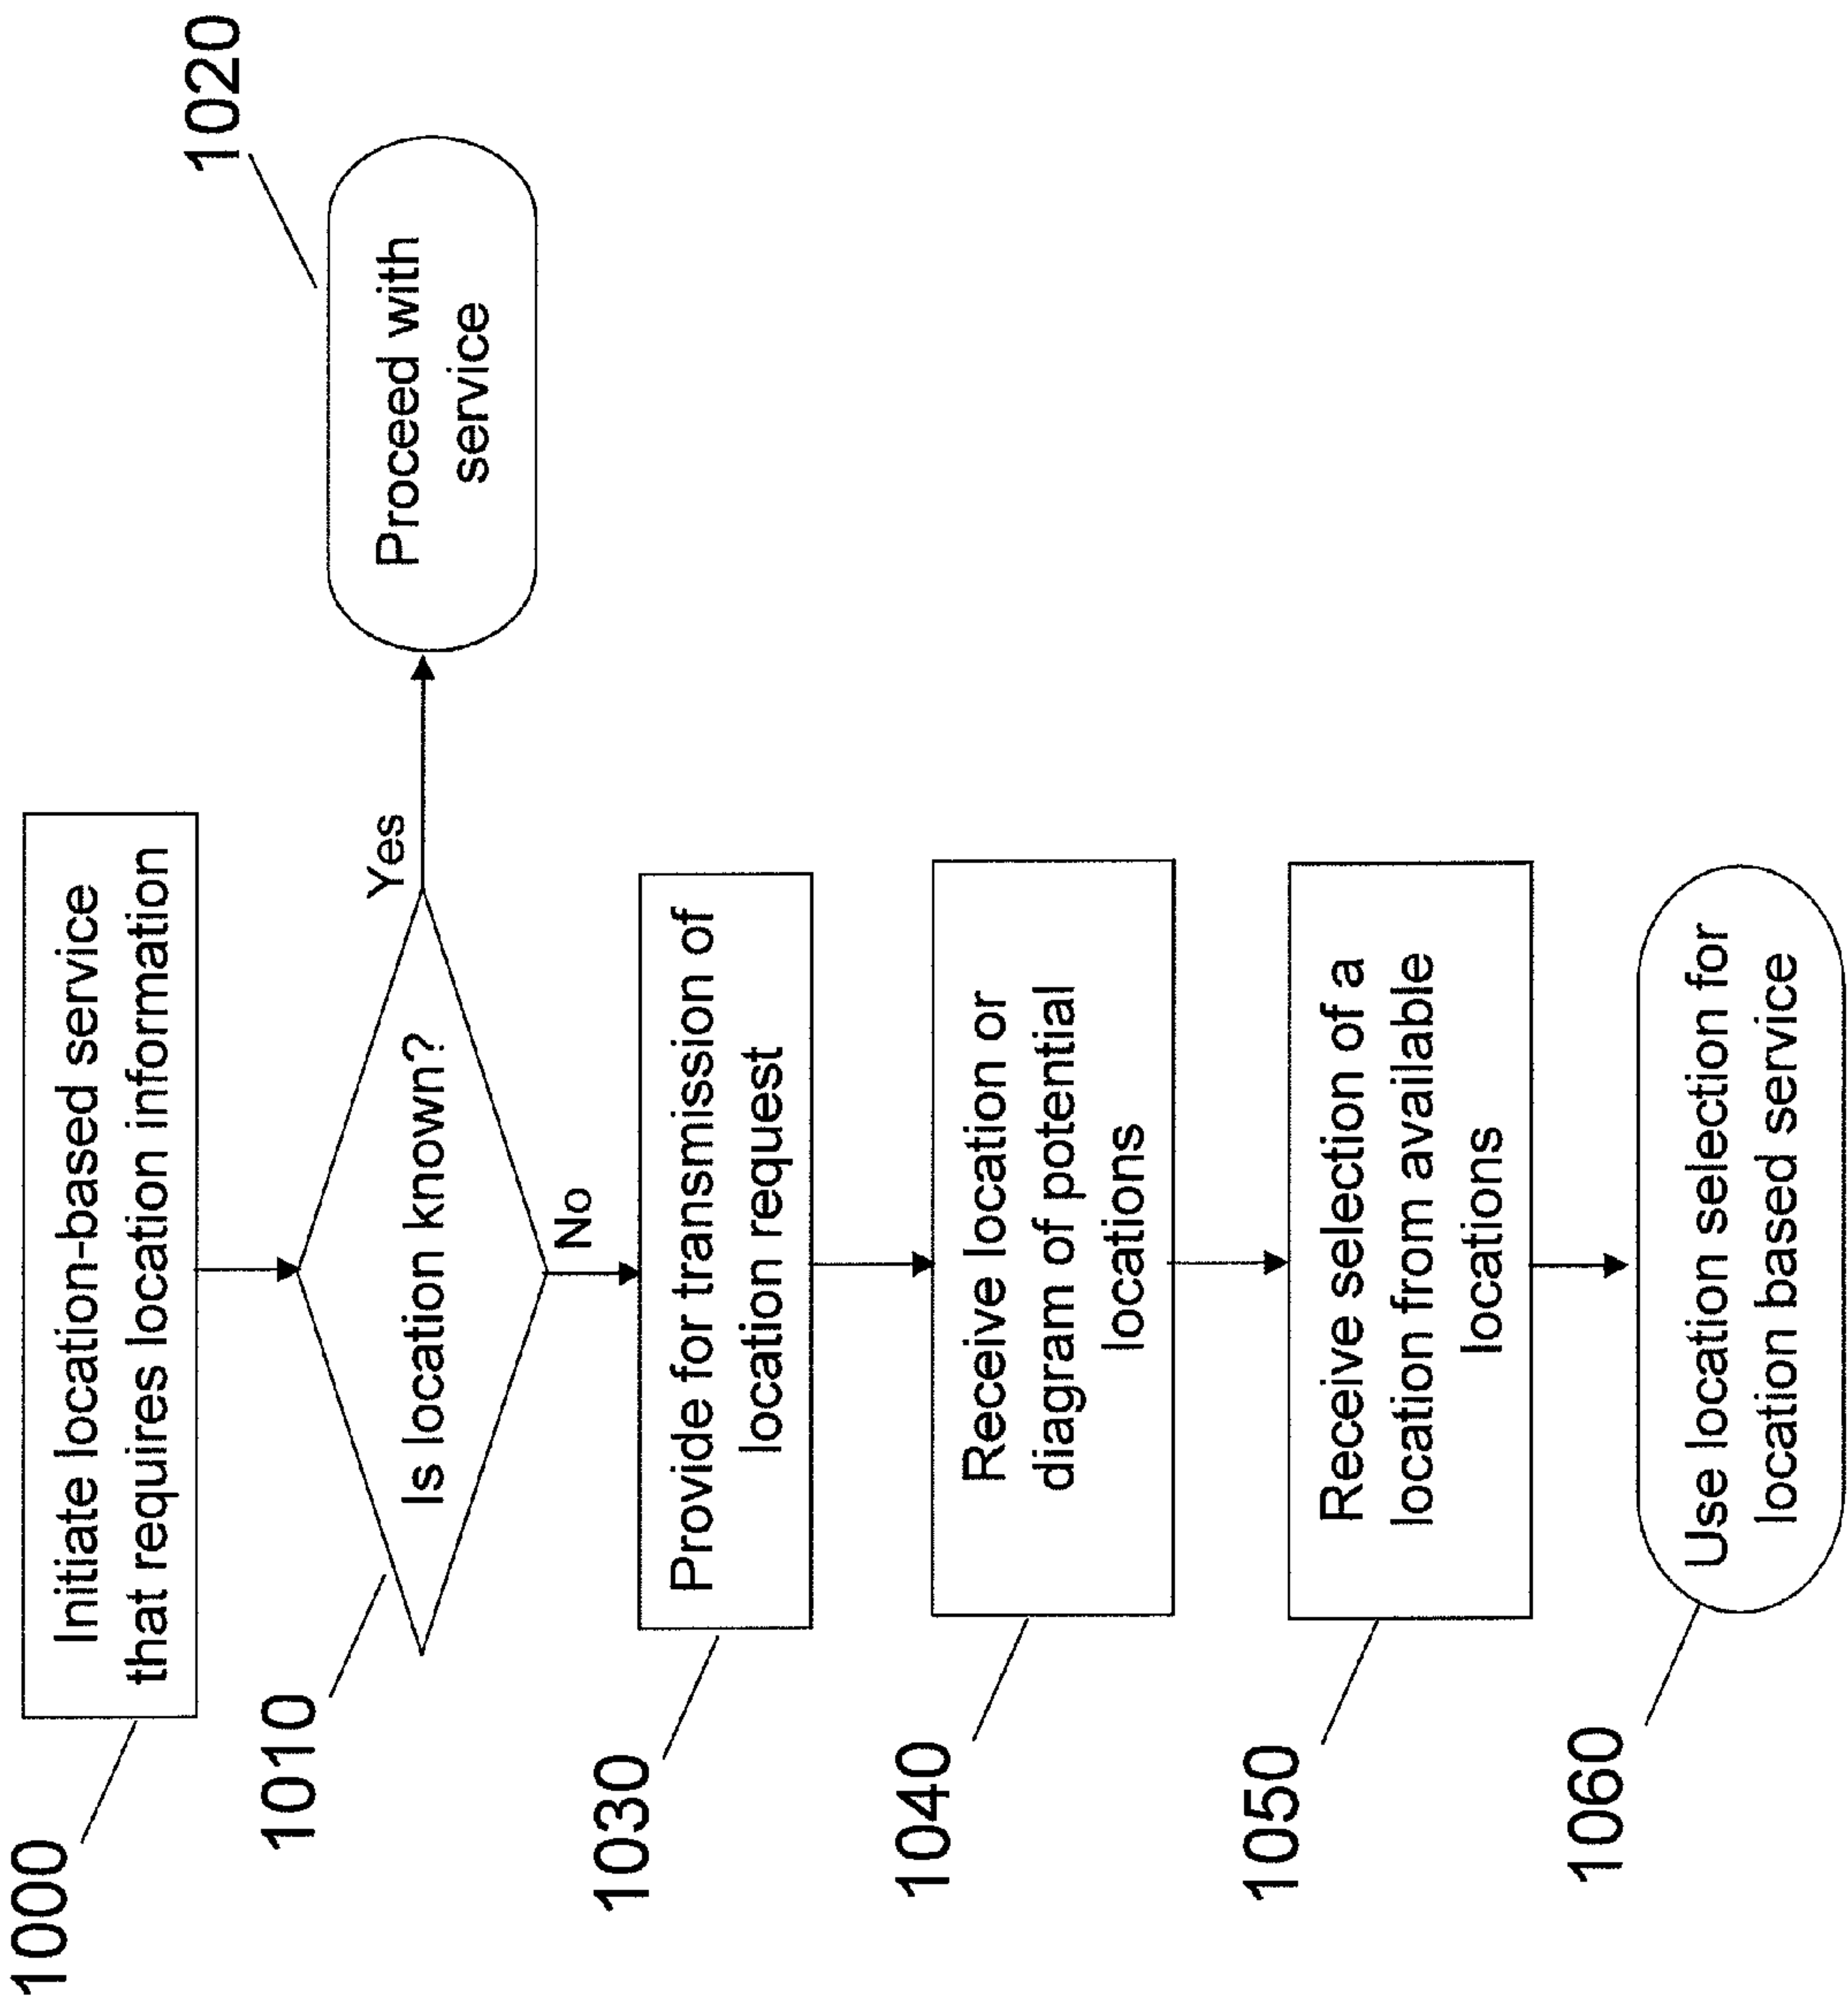 1000
Initiate location-based service
that requires location information
1010
Is location known?
Yes
1020
Proceed with
service
No
1030
Provide for transmission of
location request
1040
Receive location or
diagram of potential
locations
1050
Receive selection of a
location from available
locations
1060
Use location selection for
location based service